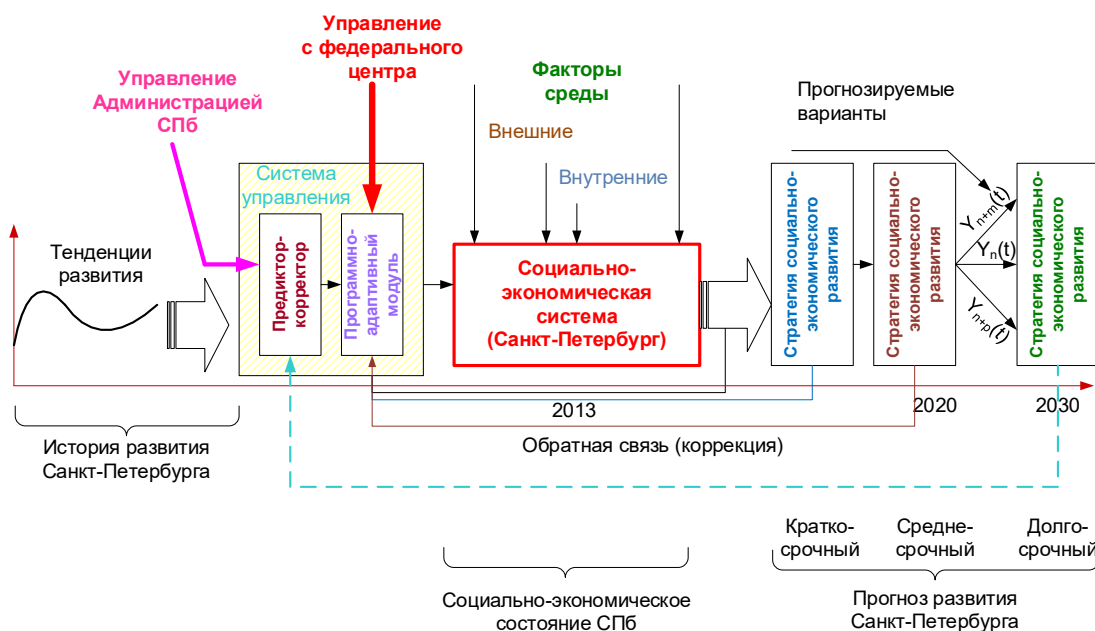 Управление
с федерального
центра
Управление
Администрацией
СПб
Факторы
среды
Внешние
Внутренние
Прогнозируемые
варианты
Система
управления
Тенденции
развития
Предиктор-
корректор
Программно-
адаптивный
модуль
Социально-
экономическая
система
(Санкт-Петербург)
Стратегия социально-
экономического
развития
Стратегия социально-
экономического
развития
Yn+m(t)
Yn(t)
Yn+p(t)
Стратегия социально-
экономического
развития
2013
2020
2030
История развития
Санкт-Петербурга
Обратная связь (коррекция)
Кратко-
срочный
Средне-
срочный
Долго-
срочный
Социально-экономическое
состояние СПб
Прогноз развития
Санкт-Петербурга